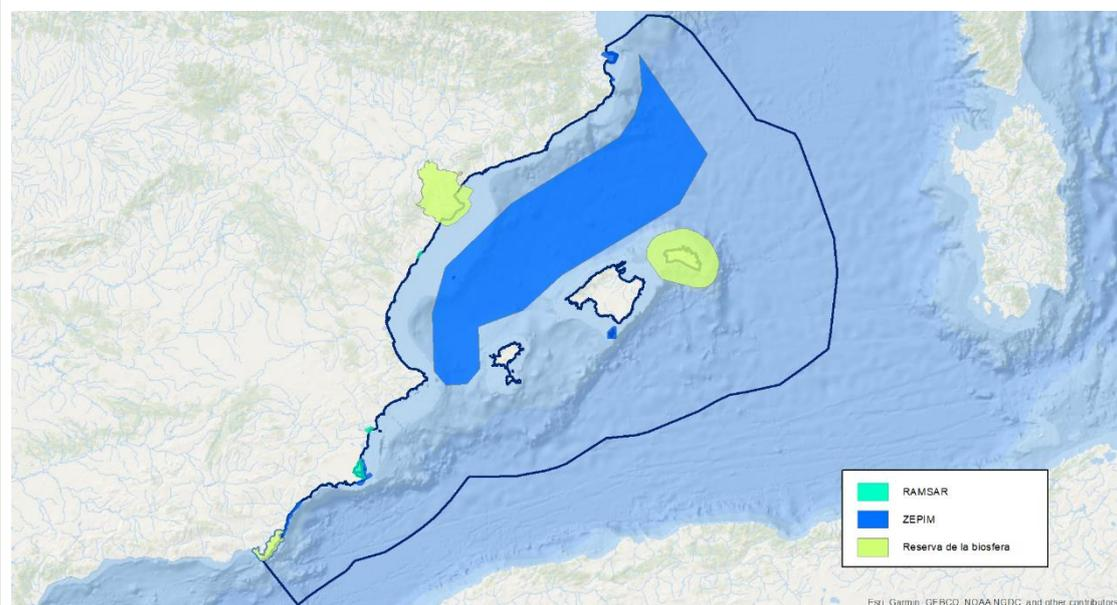 RAMSAR
ZEPIM
Reserva de la biosfera
Esri, Garmin, GEBCO, NOAA NGDC, and other contributors